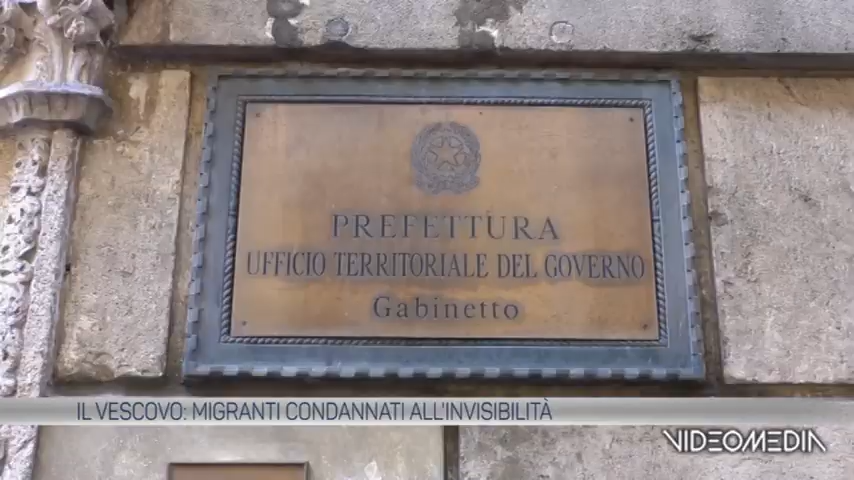 PREFETTURA
UFFICIO TERRITORIALE DEL GOVERNO
Gabinetto
IL VESCOVO: MIGRANTI CONDANNATI ALL'INVISIBILITÀ
VIDEOMEDIA